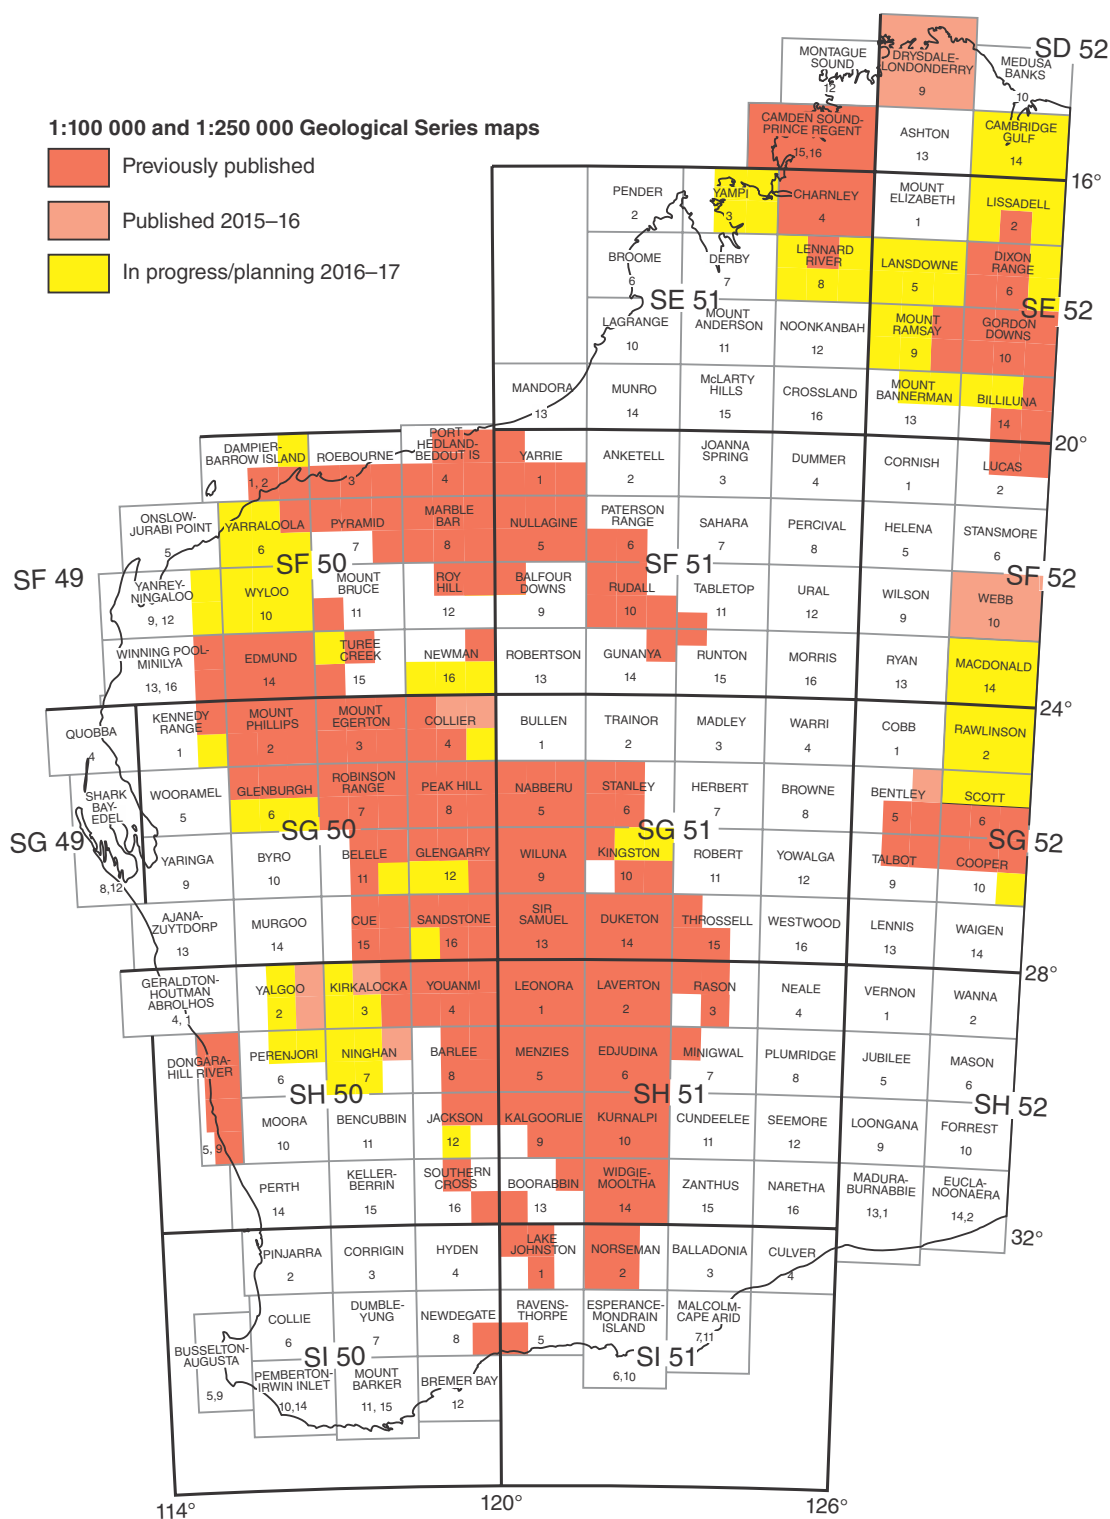 SD 52
MONTAGUE
SOUND
12
DRYSDALE-
LONDONDERRY
9
MEDUSA
BANKS
10
1:100 000 and 1:250 000 Geological Series maps
Previously published
Published 2015–16
In progress/planning 2016–17
CAMDEN SOUND-
PRINCE REGENT
15,16
ASHTON
13
CAMBRIDGE
GULF
14
16°
PENDER
2
YAMPI
3
CHARNLEY
4
MOUNT
ELIZABETH
1
LISSADELL
2
BROOME
6
DERBY
7
LENNARD
RIVER
8
LANSDOWNE
5
DIXON
RANGE
6
SE 51
SE 52
LAGRANGE
10
MOUNT
ANDERSON
11
NOONKANBAH
12
MOUNT
RAMSAY
9
GORDON
DOWNS
10
MANDORA
13
MUNRO
14
McLARTY
HILLS
15
CROSSLAND
16
MOUNT
BANNERMAN
13
BILLILUNA
14
20°
DAMPIER-
BARROW ISLAND
1, 2
ROEBOURNE
3
PORT
HEDLAND-
BEDOUT IS
4
YARRIE
1
ANKETELL
2
JOANNA
SPRING
3
DUMMER
4
CORNISH
1
LUCAS
2
ONSLOW-
JURABI POINT
5
YARRALOOLA
6
PYRAMID
7
MARBLE
BAR
8
NULLAGINE
5
PATERSON
RANGE
6
SAHARA
7
PERCIVAL
8
HELENA
5
STANSMORE
6
SF 49
SF 50
SF 51
SF 52
YANREY-
NINGALOO
9, 12
WYLOO
10
MOUNT
BRUCE
11
ROY
HILL
12
BALFOUR
DOWNS
9
RUDALL
10
TABLETOP
11
URAL
12
WILSON
9
WEBB
10
WINNING POOL-
MINILYA
13, 16
EDMUND
14
TUREE
CREEK
15
NEWMAN
16
ROBERTSON
13
GUNANYA
14
RUNTON
15
MORRIS
16
RYAN
13
MACDONALD
14
24°
QUOBBA
4
KENNEDY
RANGE
1
MOUNT
PHILLIPS
2
MOUNT
EGERTON
3
COLLIER
4
BULLEN
1
TRAINOR
2
MADLEY
3
WARRI
4
COBB
1
RAWLINSON
2
SHARK
BAY-
EDEL
8,12
WOORAMEL
5
GLENBURGH
6
ROBINSON
RANGE
7
PEAK HILL
8
NABBERU
5
STANLEY
6
HERBERT
7
BROWNE
8
BENTLEY
5
SCOTT
6
SG 49
SG 50
SG 51
SG 52
YARINGA
9
BYRO
10
BELELE
11
GLENGARRY
12
WILUNA
9
KINGSTON
10
ROBERT
11
YOWALGA
12
TALBOT
9
COOPER
10
AJANA-
ZUYTDORP
13
MURGOO
14
CUE
15
SANDSTONE
16
SIR
SAMUEL
13
DUKETON
14
THROSSELL
15
WESTWOOD
16
LENNIS
13
WAIGEN
14
28°
GERALDTON-
HOUTMAN
ABROLHOS
4, 1
YALGOO
2
KIRKALOCKA
3
YOUANMI
4
LEONORA
1
LAVERTON
2
RASON
3
NEALE
4
VERNON
1
WANNA
2
DONGARA-
HILL RIVER
5, 9
PERENJORI
6
NINGHAN
7
BARLEE
8
MENZIES
5
EDJUDINA
6
MINIGWAL
7
PLUMRIDGE
8
JUBILEE
5
MASON
6
SH 50
SH 51
SH 52
MOORA
10
BENCUBBIN
11
JACKSON
12
KALGOORLIE
9
KURNALPI
10
CUNDEELEE
11
SEEMORE
12
LOONGANA
9
FORREST
10
PERTH
14
KELLER-
BERRIN
15
SOUTHERN
CROSS
16
BOORABBIN
13
WIDGIE-
MOOLTHA
14
ZANTHUS
15
NARETHA
16
MADURA-
BURNABBIE
13,1
EUCLA-
NOONAERA
14,2
32°
PINJARRA
2
CORRIGIN
3
HYDEN
4
LAKE
JOHNSTON
1
NORSEMAN
2
BALLADONIA
3
CULVER
4
BUSSELTON-
AUGUSTA
5,9
COLLIE
6
DUMBLE-
YUNG
7
NEWDEGATE
8
RAVENS-
THORPE
5
ESPERANCE-
MONDRAIN
ISLAND
6,10
MALCOLM-
CAPE ARID
7,11
SI 50
SI 51
PEMBERTON-
IRWIN INLET
10,14
MOUNT
BARKER
11, 15
BREMER BAY
12
114°
120°
126°